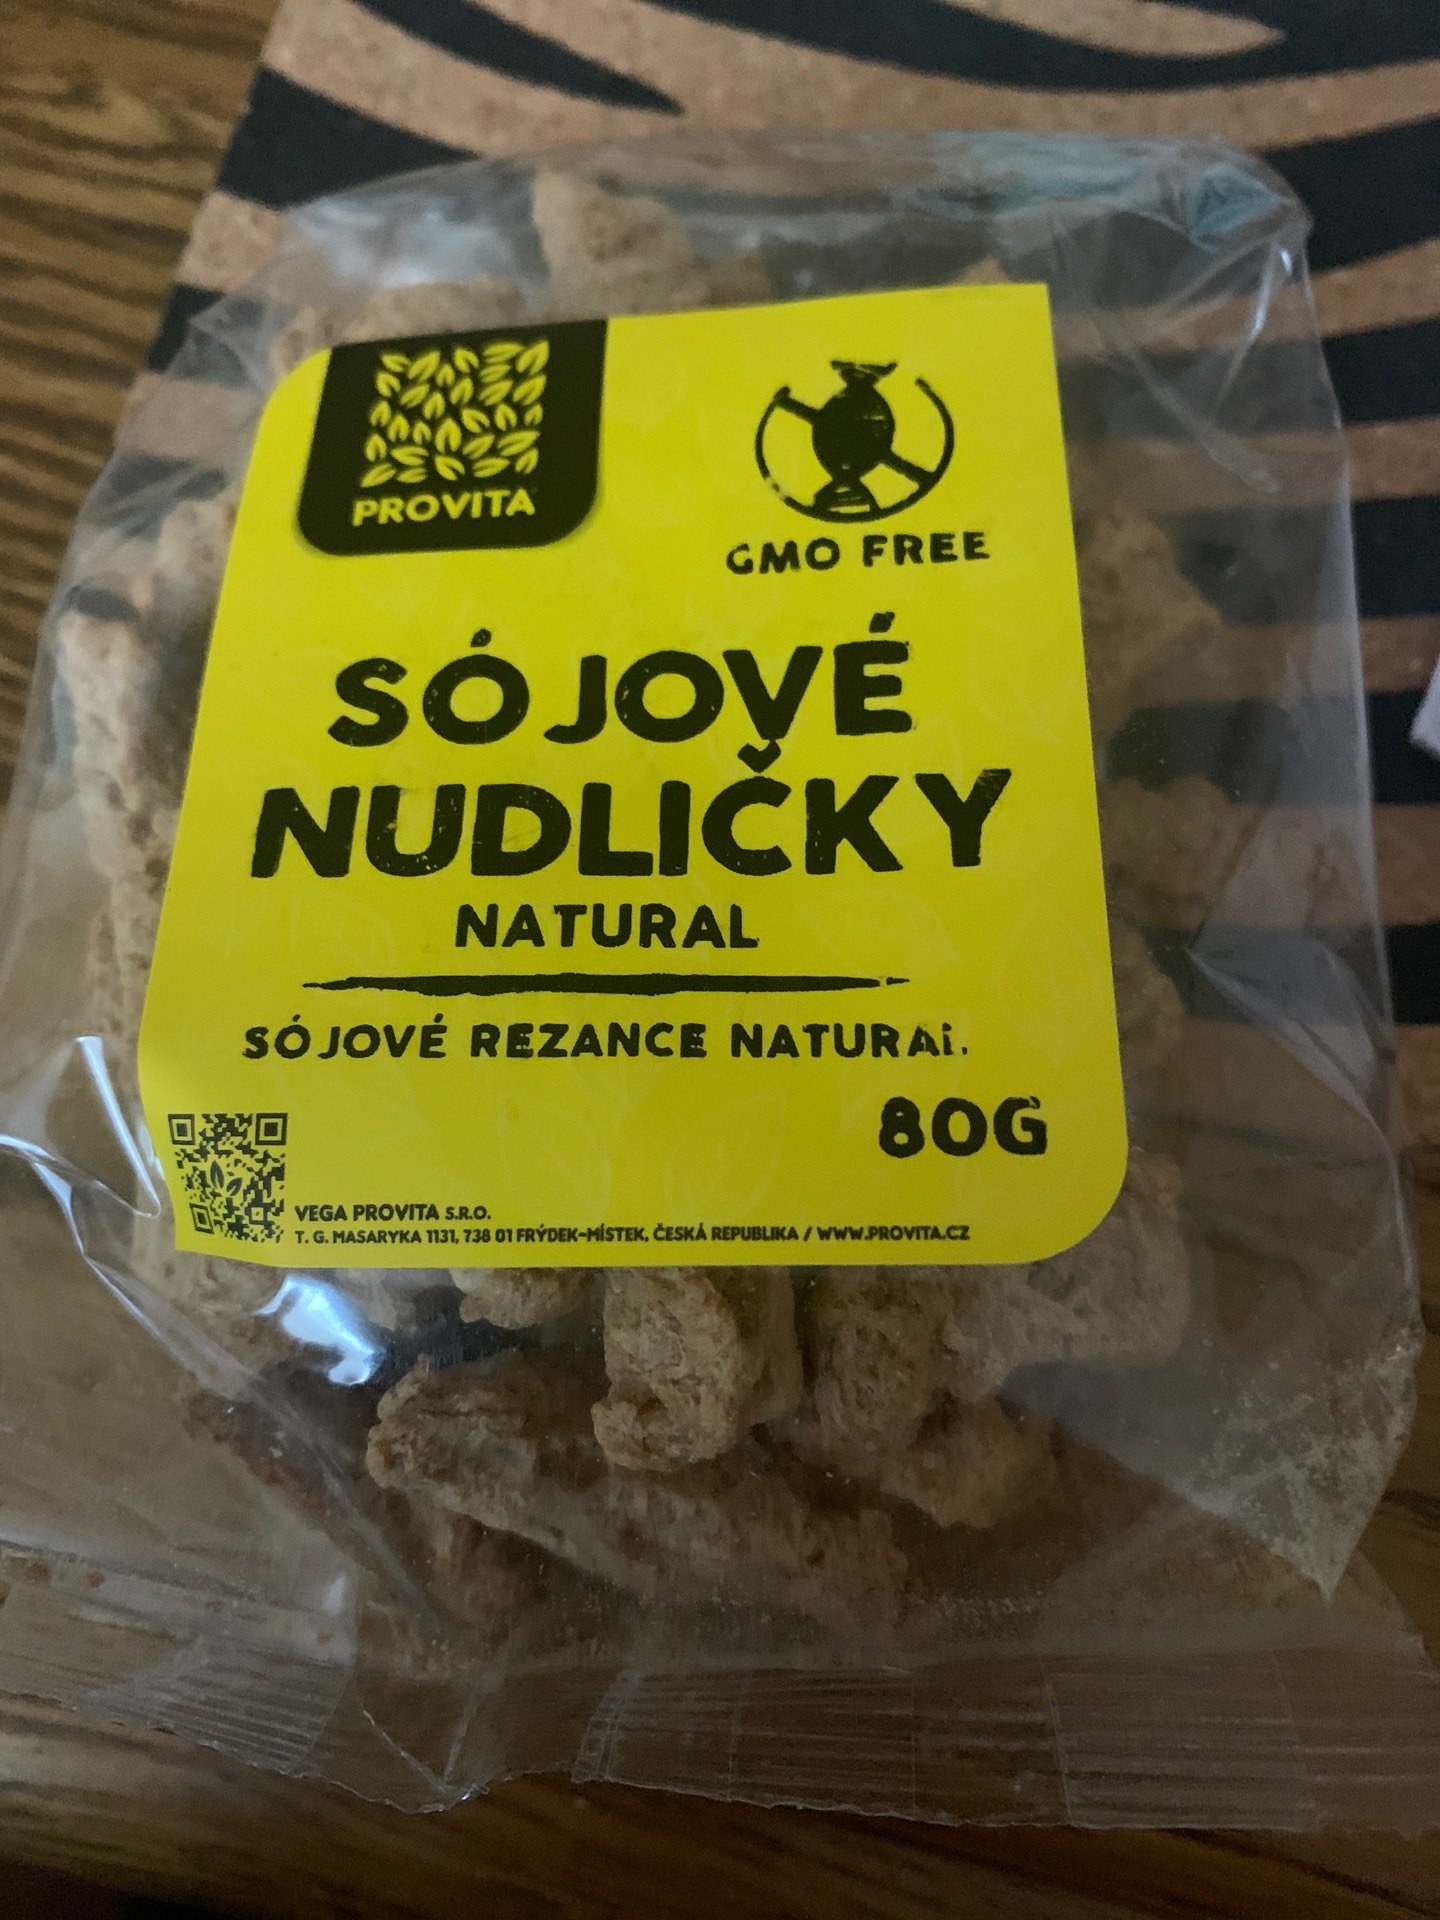 PROVITA
GMO FREE
SÓJOVÉ
NUDLIČKY
NATURAL
SÓJOVÉ REZANCE NATURAL
80G
VEGA PROVITA S.R.O.
T. G. MASARYKA 1131, 738 01 FRÝDEK-MÍSTEK, ČESKÁ REPUBLIKA / WWW.PROVITA.CZ